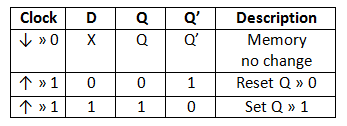 Clock D Q Q’ Description
↓ » 0 X Q Q’ Memory
no change
↑ » 1 0 0 1 Reset Q » 0
↑ » 1 1 1 0 Set Q » 1